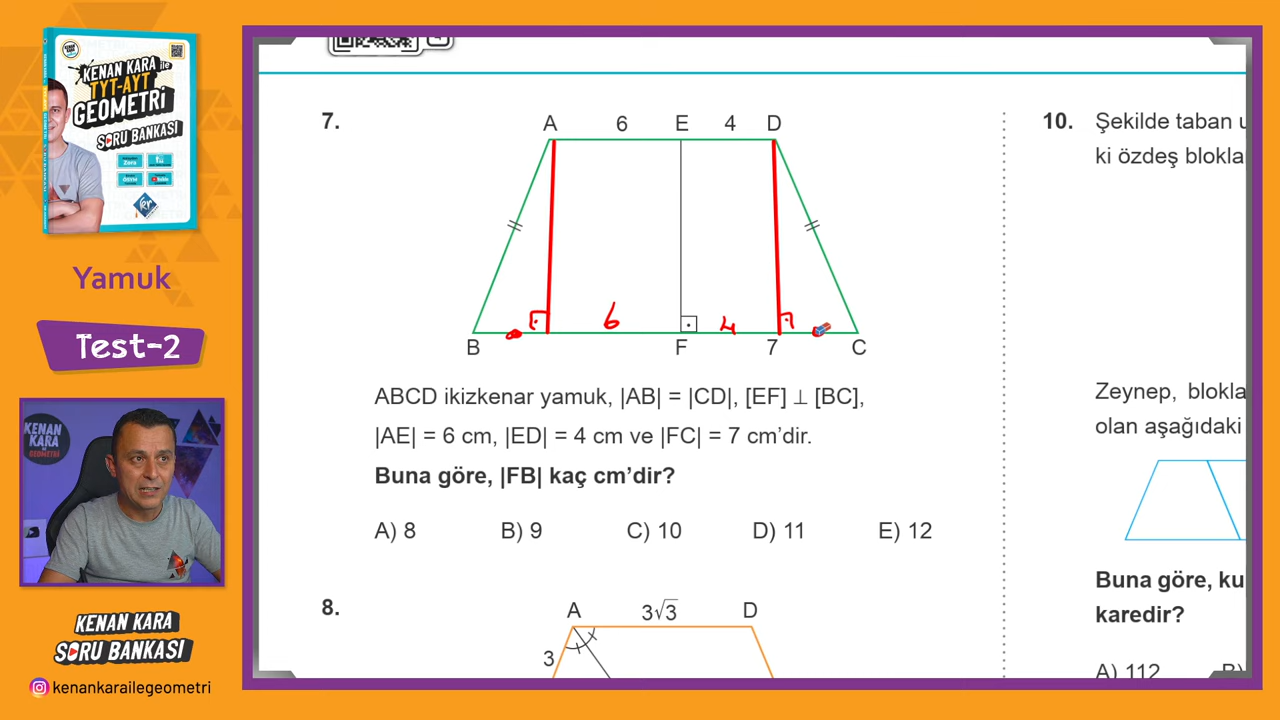 KENAN KARA ile
TYT-AYT
GEOMETRİ
SORU BANKASI
Yamuk
Test-2
KENAN
KARA
GEOMETRİ
KENAN KARA
SORU BANKASI
kenankarailegeometri
7.
A 6 E 4 D
6 4
B F 7 C
ABCD ikizkenar yamuk, |AB| = |CD|, [EF] ⊥ [BC],
|AE| = 6 cm, |ED| = 4 cm ve |FC| = 7 cm'dir.
Buna göre, |FB| kaç cm'dir?
A) 8 B) 9 C) 10 D) 11 E) 12
8.
A 3√3 D
3
10. Şekilde taban u
ki özdeş blokla
Zeynep, blokla
olan aşağıdaki
Buna göre, ku
karedir?
A) 112 B)